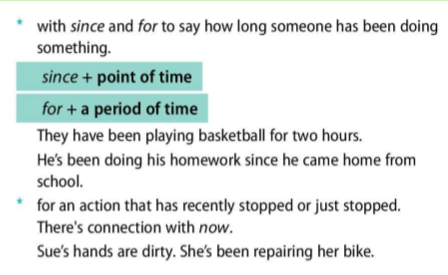 * with since and for to say how long someone has been doing
something.
since + point of time
for + a period of time
They have been playing basketball for two hours.
He's been doing his homework since he came home from
school.
* for an action that has recently stopped or just stopped.
There's connection with now.
Sue's hands are dirty. She's been repairing her bike.